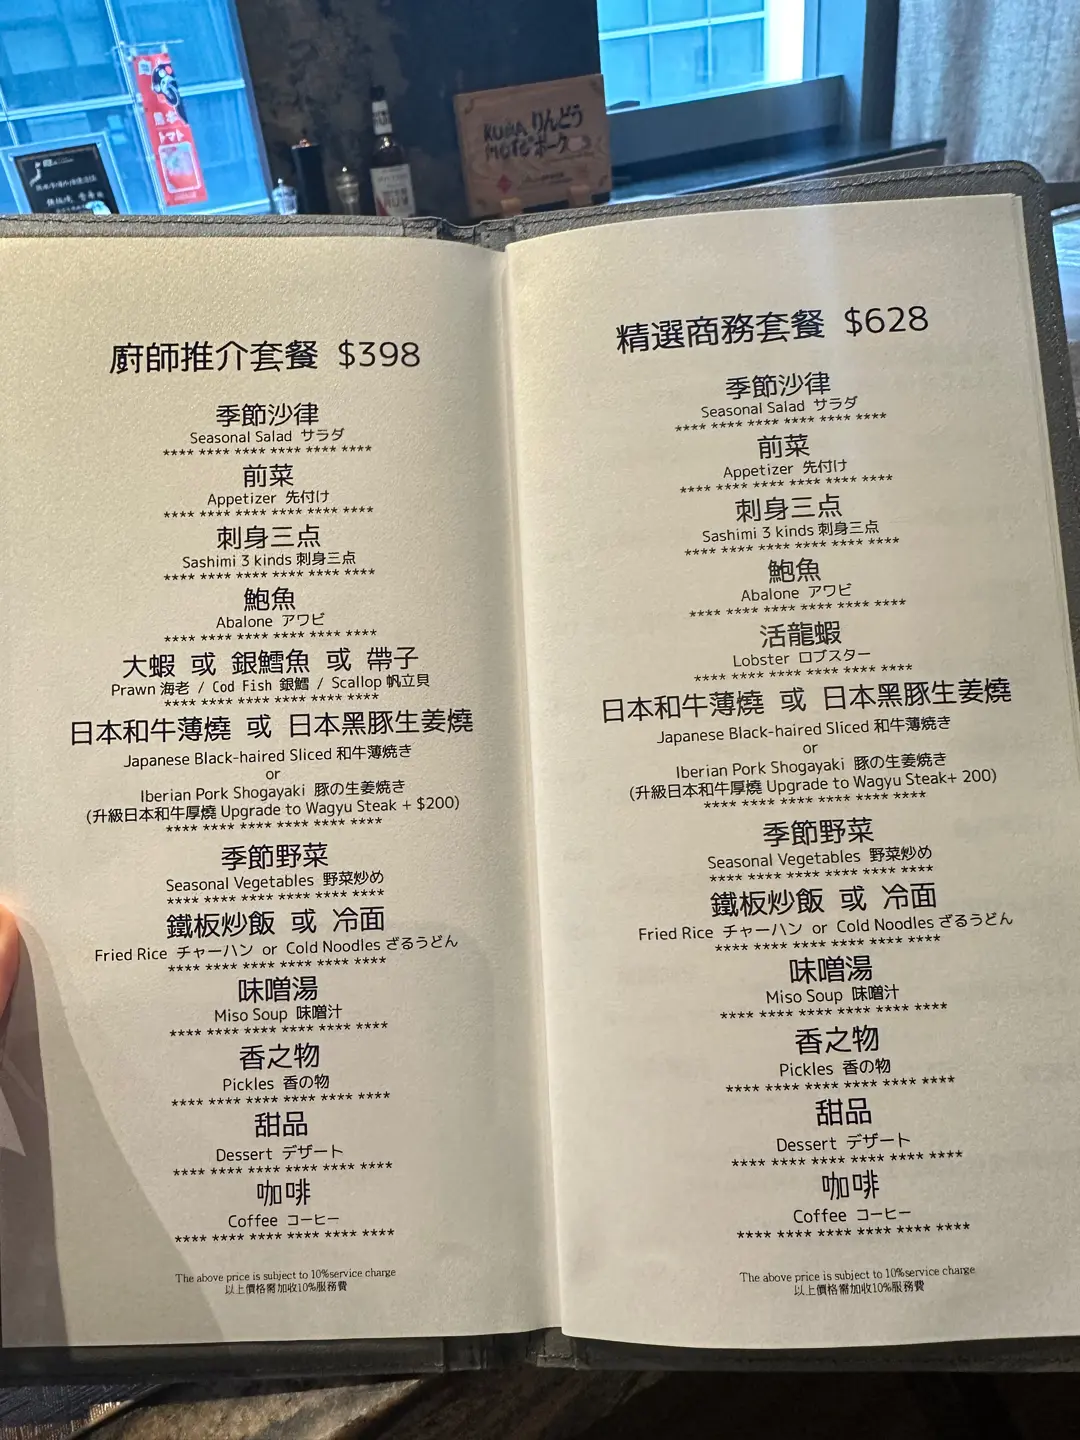 熊本
トマト
KUMA
MOTO
りんどう
ポーク
廚師推介套餐 $398
季節沙律
Seasonal Salad サラダ
**** **** **** **** **** ****
前菜
Appetizer 先付け
**** **** **** **** **** ****
刺身三点
Sashimi 3 kinds 刺身三点
**** **** **** **** **** ****
鮑魚
Abalone アワビ
**** **** **** **** **** ****
大蝦 或 銀鱈魚 或 帶子
Prawn 海老 / Cod Fish 銀鱈 / Scallop 帆立貝
**** **** **** **** **** ****
日本和牛薄燒 或 日本黑豚生姜燒
Japanese Black-haired Sliced 和牛薄焼き
or
Iberian Pork Shogayaki 豚の生姜焼き
(升級日本和牛厚燒 Upgrade to Wagyu Steak + $200)
**** **** **** **** **** ****
季節野菜
Seasonal Vegetables 野菜炒め
**** **** **** **** **** ****
鐵板炒飯 或 冷面
Fried Rice チャーハン or Cold Noodles ざるうどん
**** **** **** **** **** ****
味噌湯
Miso Soup 味噌汁
**** **** **** **** **** ****
香之物
Pickles 香の物
**** **** **** **** **** ****
甜品
Dessert デザート
**** **** **** **** **** ****
咖啡
Coffee コーヒー
**** **** **** **** **** ****
The above price is subject to 10%service charge
以上價格需加收10%服務費
精選商務套餐 $628
季節沙律
Seasonal Salad サラダ
**** **** **** **** **** ****
前菜
Appetizer 先付け
**** **** **** **** **** ****
刺身三点
Sashimi 3 kinds 刺身三点
**** **** **** **** **** ****
鮑魚
Abalone アワビ
**** **** **** **** **** ****
活龍蝦
Lobster ロブスター
**** **** **** **** **** ****
日本和牛薄燒 或 日本黑豚生姜燒
Japanese Black-haired Sliced 和牛薄焼き
or
Iberian Pork Shogayaki 豚の生姜焼き
(升級日本和牛厚燒 Upgrade to Wagyu Steak+ 200)
**** **** **** **** **** ****
季節野菜
Seasonal Vegetables 野菜炒め
**** **** **** **** **** ****
鐵板炒飯 或 冷面
Fried Rice チャーハン or Cold Noodles ざるうどん
**** **** **** **** **** ****
味噌湯
Miso Soup 味噌汁
**** **** **** **** **** ****
香之物
Pickles 香の物
**** **** **** **** **** ****
甜品
Dessert デザート
**** **** **** **** **** ****
咖啡
Coffee コーヒー
**** **** **** **** **** ****
The above price is subject to 10%service charge
以上價格需加收10%服務費